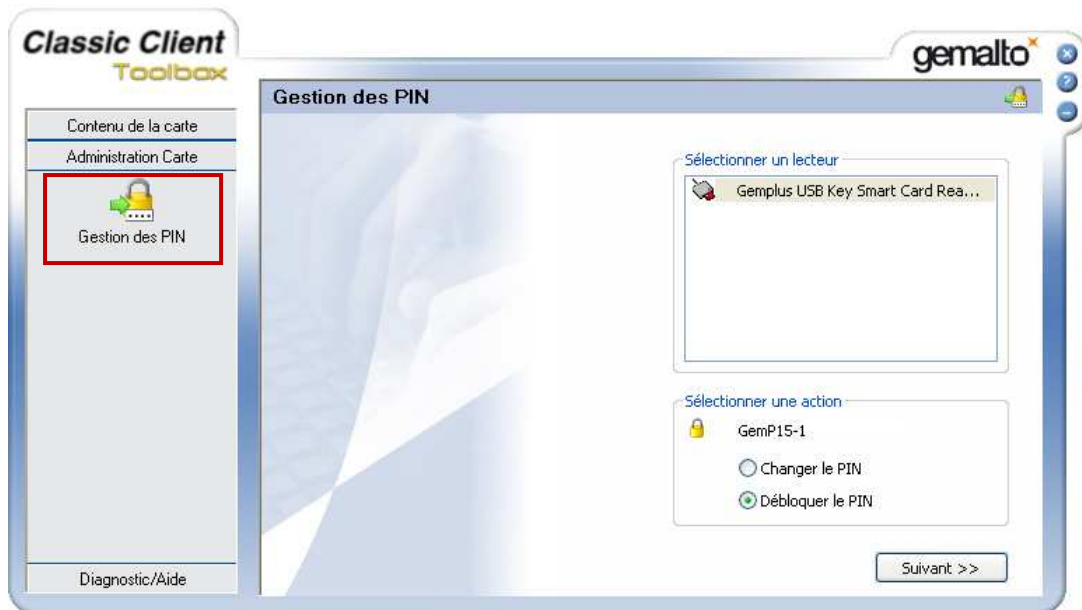 Classic Client
Toolbox
gemalto
Gestion des PIN
Contenu de la carte
Administration Carte
Gestion des PIN
Diagnostic/Aide
Sélectionner un lecteur
Gemplus USB Key Smart Card Rea...
Sélectionner une action
GemP15-1
Changer le PIN
Débloquer le PIN
Suivant >>